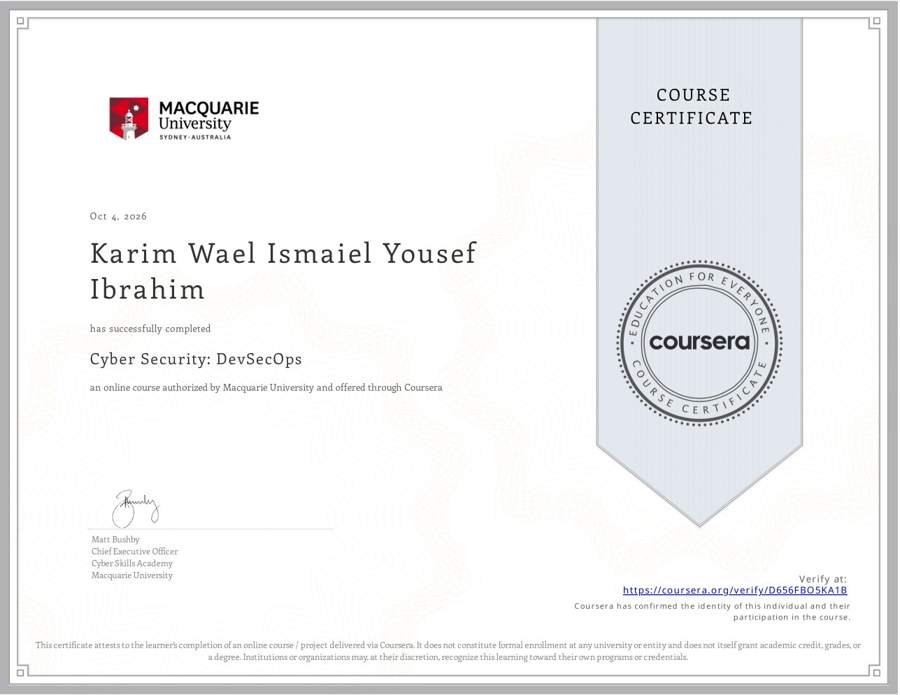 MACQUARIE
University
SYDNEY·AUSTRALIA
COURSE
CERTIFICATE
Oct 4, 2026
Karim Wael Ismaiel Yousef
Ibrahim
has successfully completed
Cyber Security: DevSecOps
an online course authorized by Macquarie University and offered through Coursera
EDUCATION FOR EVERYONE
coursera
COURSE CERTIFICATE
Matt Bushby
Chief Executive Officer
Cyber Skills Academy
Macquarie University
Verify at:
https://coursera.org/verify/D656FBO5KA1B
Coursera has confirmed the identity of this individual and their
participation in the course.
This certificate attests to the learner's completion of an online course / project delivered via Coursera. It does not constitute formal enrollment at any university or entity and does not itself grant academic credit, grades, or
a degree. Institutions or organizations may, at their discretion, recognize this learning toward their own programs or credentials.